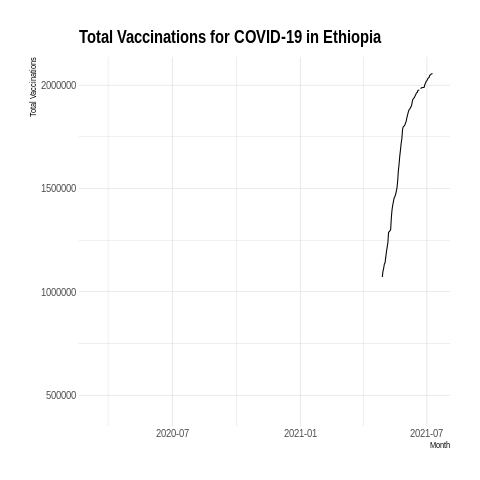 Total Vaccinations for COVID-19 in Ethiopia
Total Vaccinations
2000000
1500000
1000000
500000
2020-07 2021-01 2021-07
Month